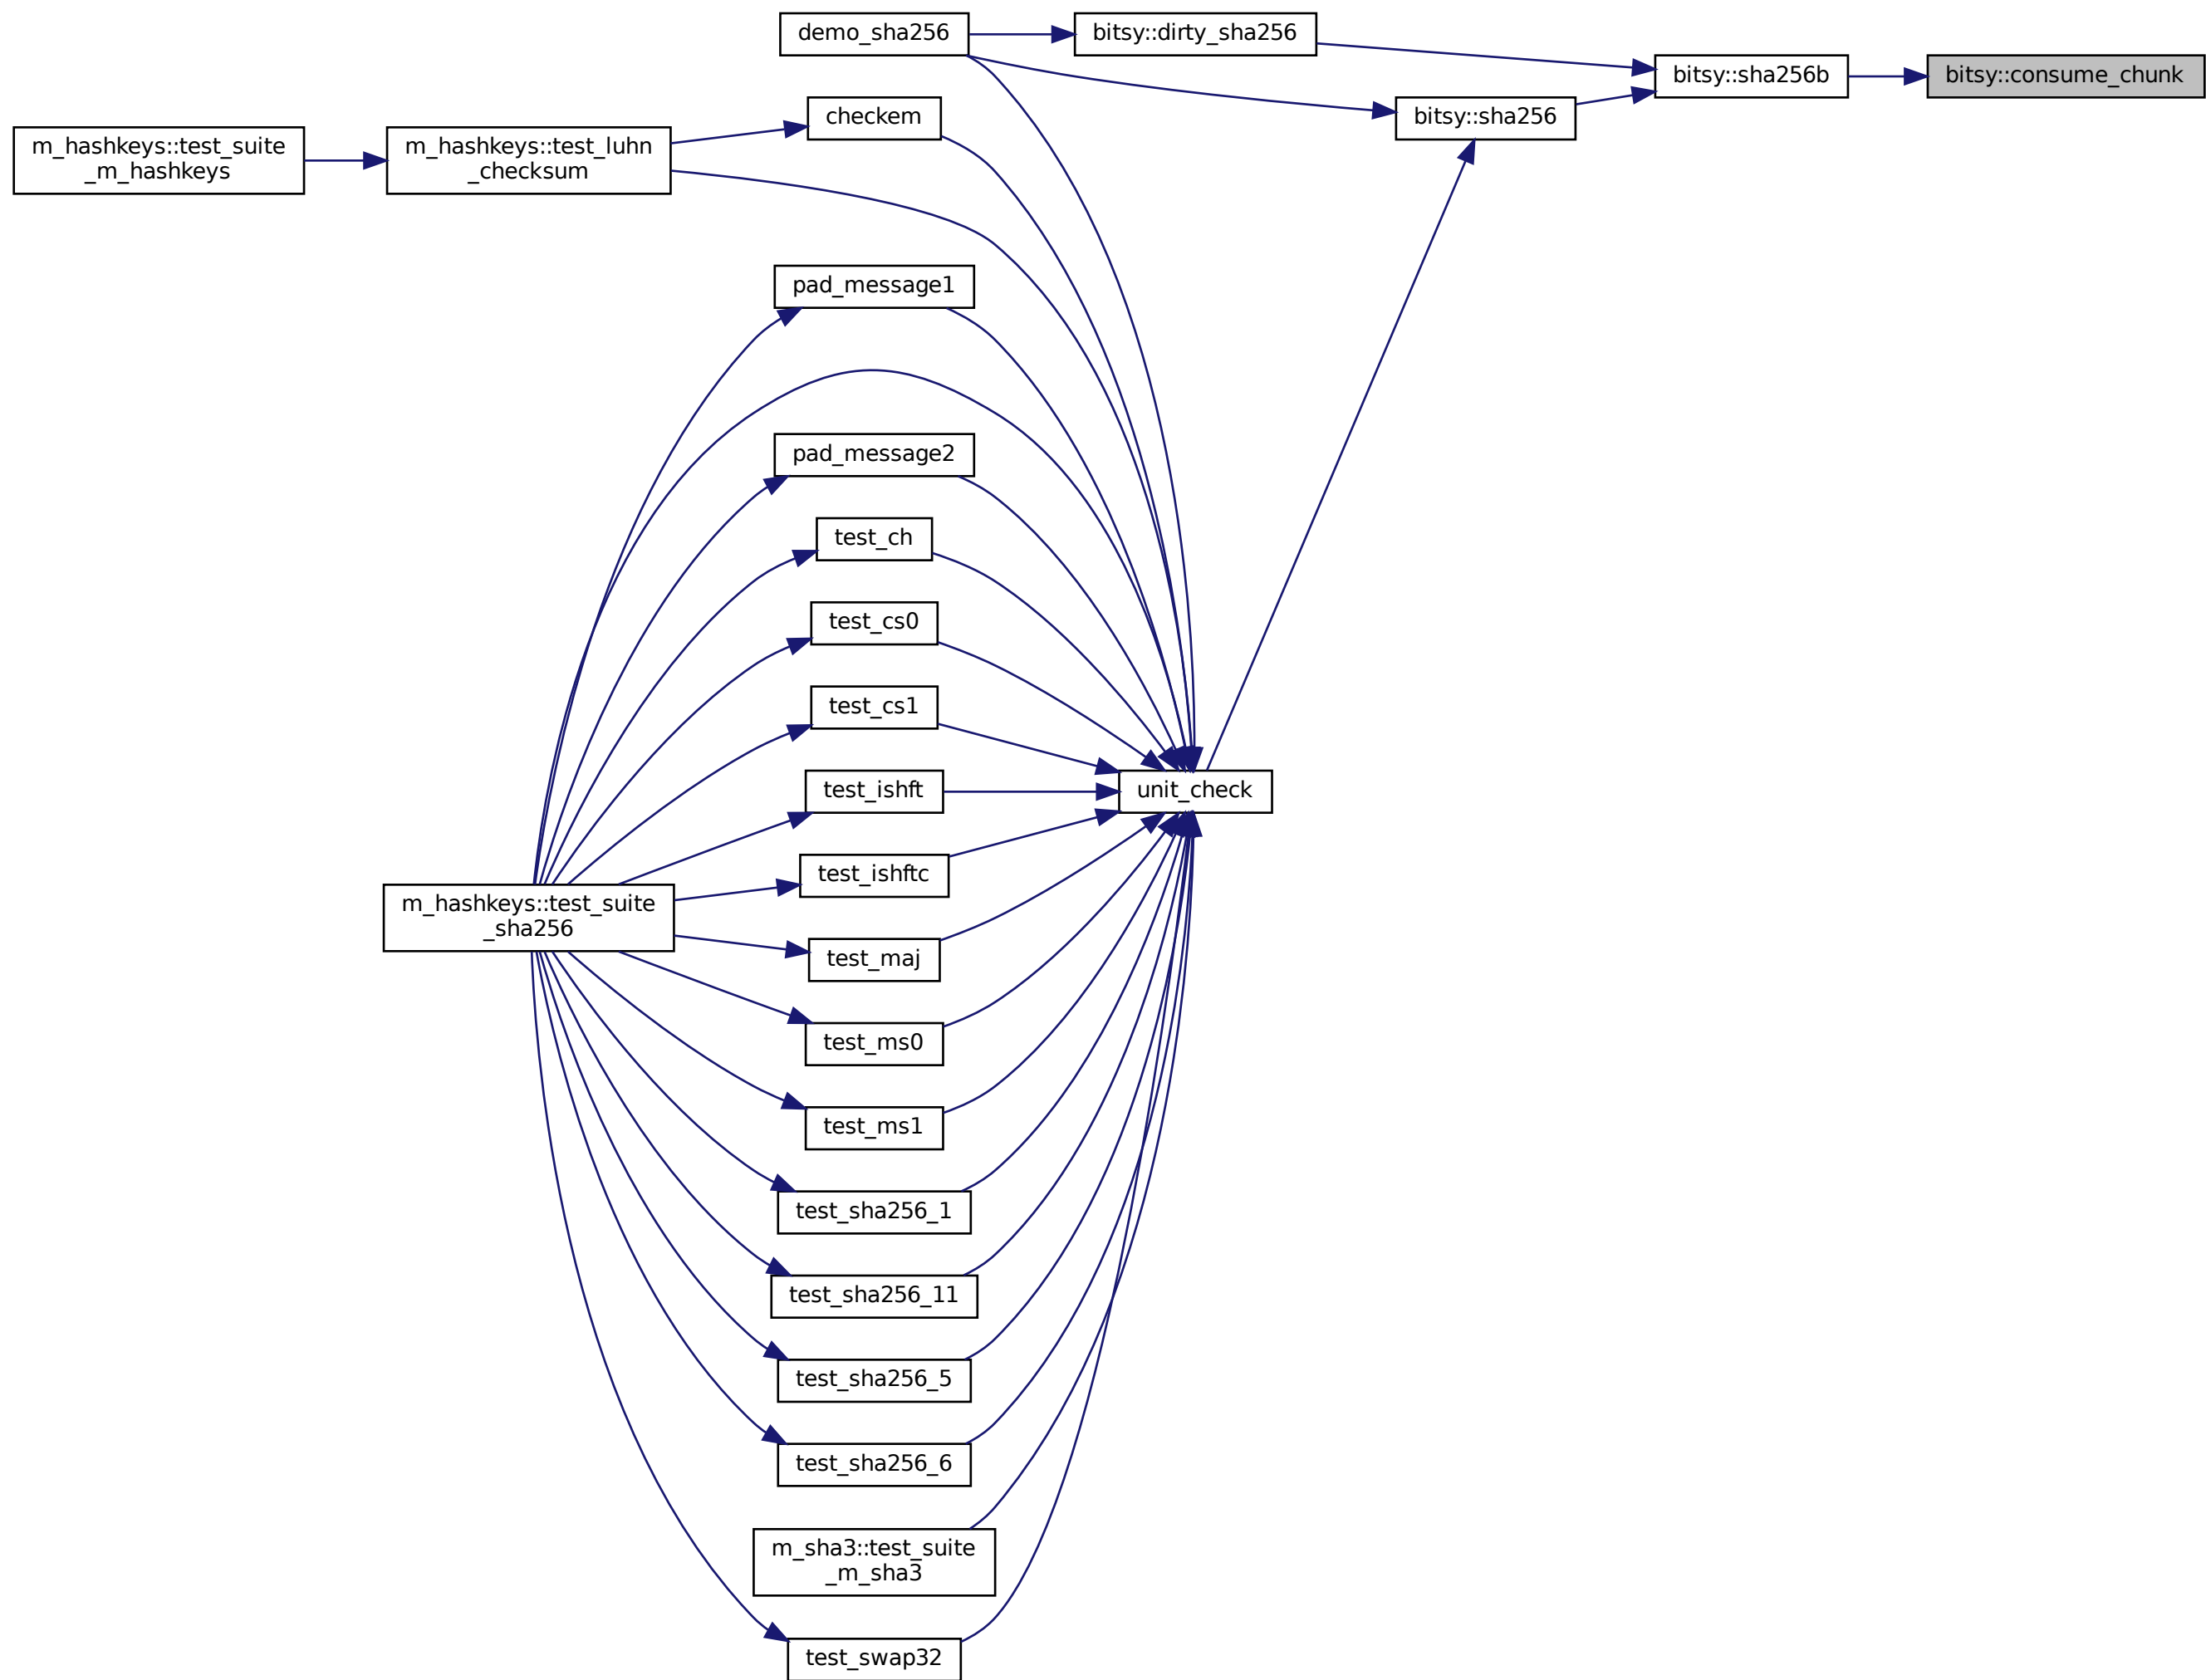 demo_sha256
bitsy::dirty_sha256
bitsy::sha256b
bitsy::consume_chunk
checkem
bitsy::sha256
m_hashkeys::test_suite
_m_hashkeys
m_hashkeys::test_luhn
_checksum
pad_message1
pad_message2
test_ch
test_cs0
test_cs1
test_ishft
unit_check
test_ishftc
m_hashkeys::test_suite
_sha256
test_maj
test_ms0
test_ms1
test_sha256_1
test_sha256_11
test_sha256_5
test_sha256_6
m_sha3::test_suite
_m_sha3
test_swap32